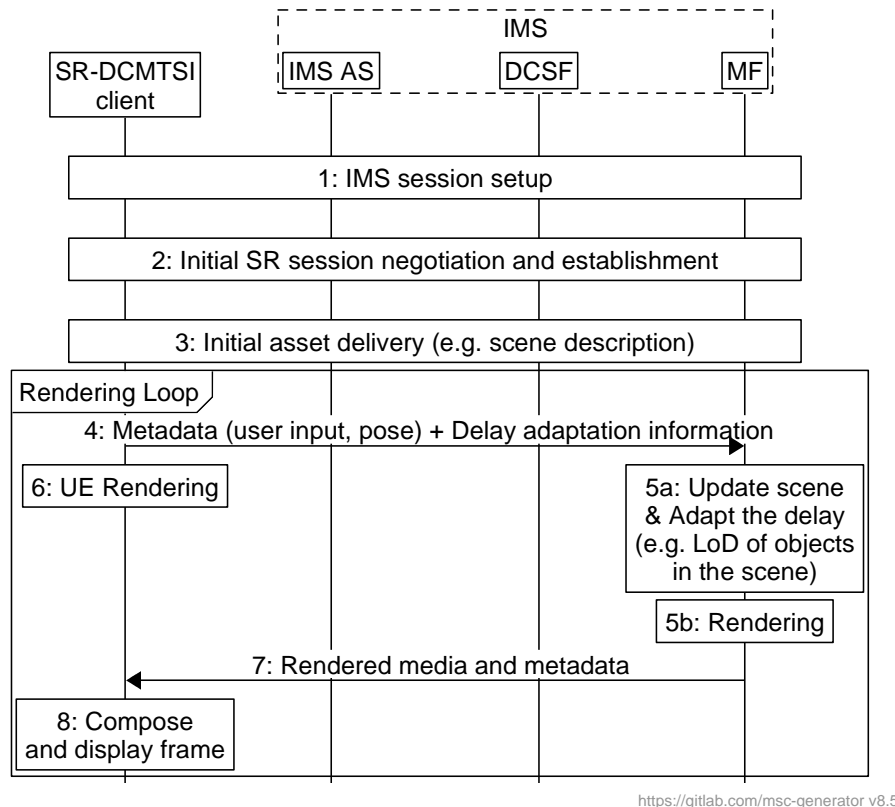 IMS
SR-DCMTSI
client
IMS AS
DCSF
MF
1: IMS session setup
2: Initial SR session negotiation and establishment
3: Initial asset delivery (e.g. scene description)
Rendering Loop
4: Metadata (user input, pose) + Delay adaptation information
6: UE Rendering
5a: Update scene
& Adapt the delay
(e.g. LoD of objects
in the scene)
5b: Rendering
7: Rendered media and metadata
8: Compose
and display frame
https://gitlab.com/msc-generator v8.5